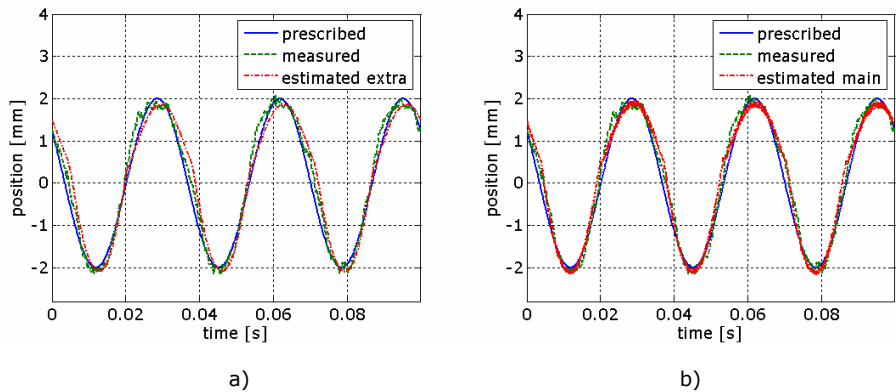 4
3
2
1
0
-1
-2
position [mm]
prescribed
measured
estimated extra
0 0.02 0.04 0.06 0.08
time [s]
a)
4
3
2
1
0
-1
-2
position [mm]
prescribed
measured
estimated main
0 0.02 0.04 0.06 0.08
time [s]
b)